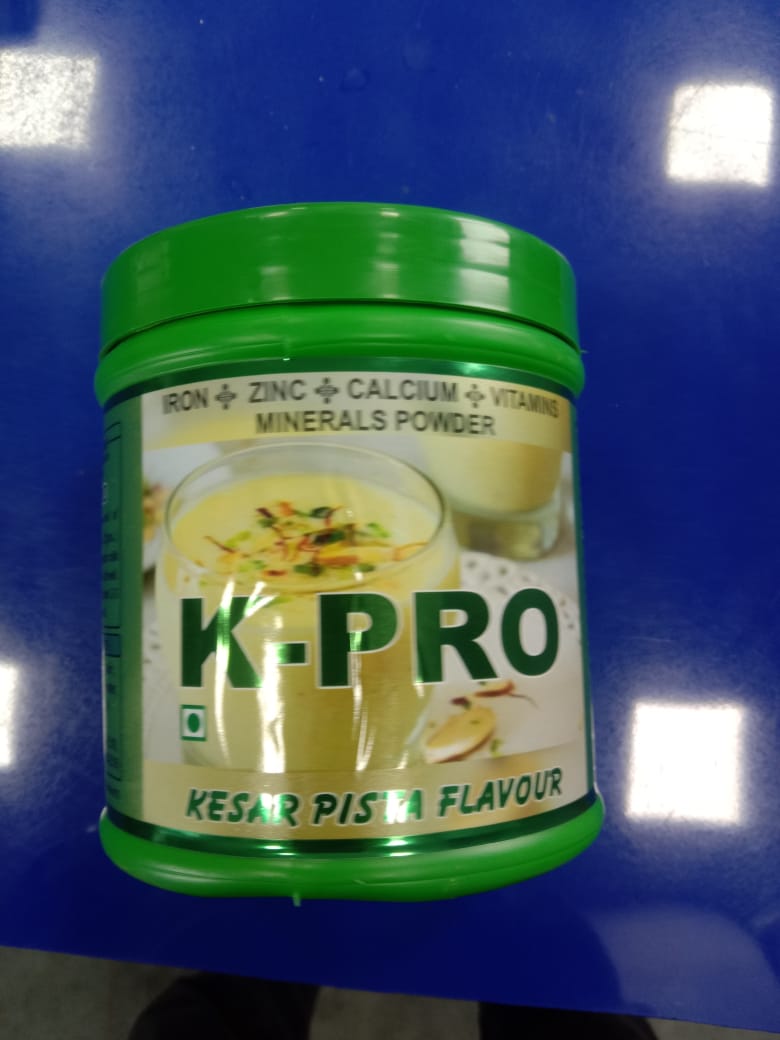 IRON ✙ ZINC ✙ CALCIUM ✙ VITAMINS
MINERALS POWDER
K-PRO
KESAR PISTA FLAVOUR